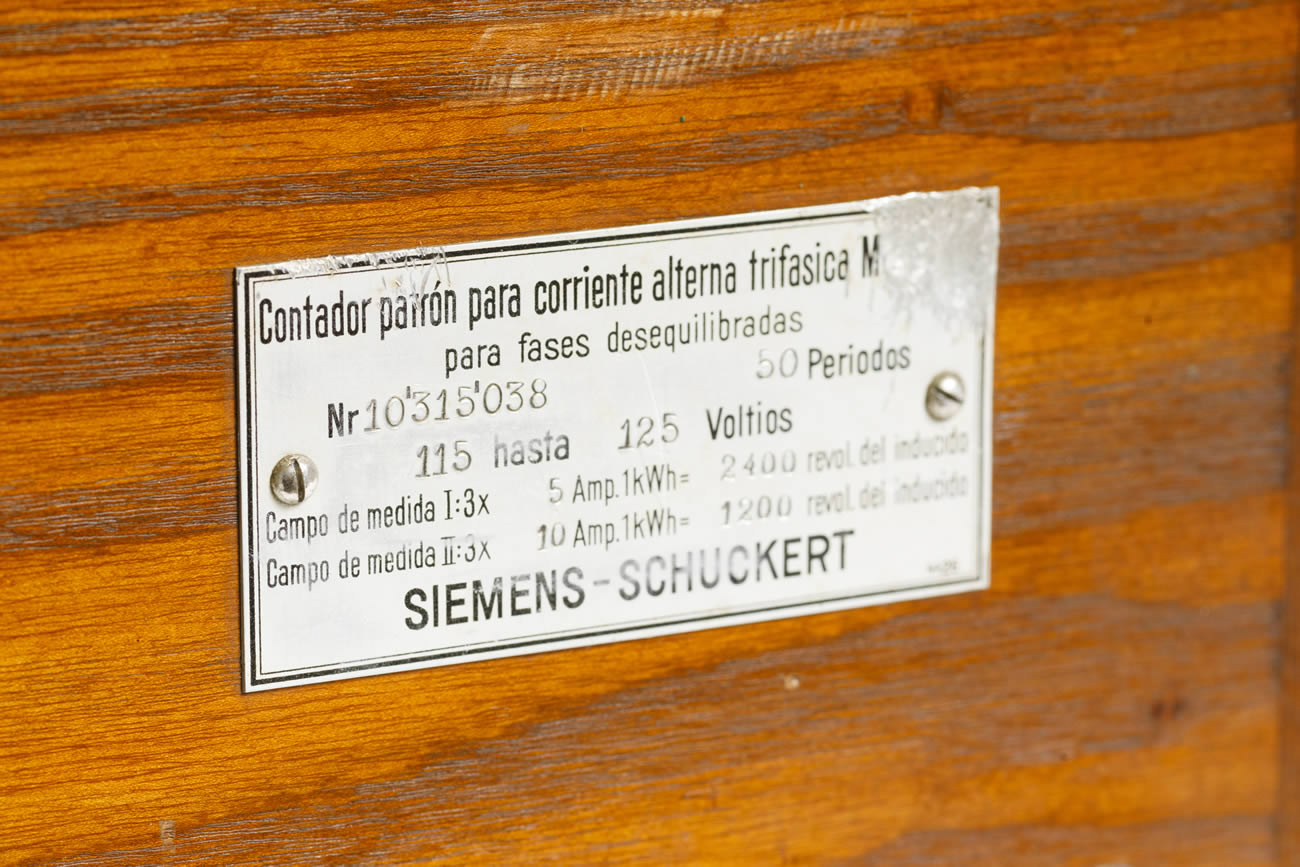 Contador patrón para corriente alterna trifasica M
para fases desequilibradas
50 Periodos
Nr 10'315'038
115 hasta 125 Voltios
Campo de medida I:3x 5 Amp. 1kWh= 2400 revol. del inducido
Campo de medida II:3x 10 Amp. 1kWh= 1200 revol. del inducido
SIEMENS-SCHUCKERT